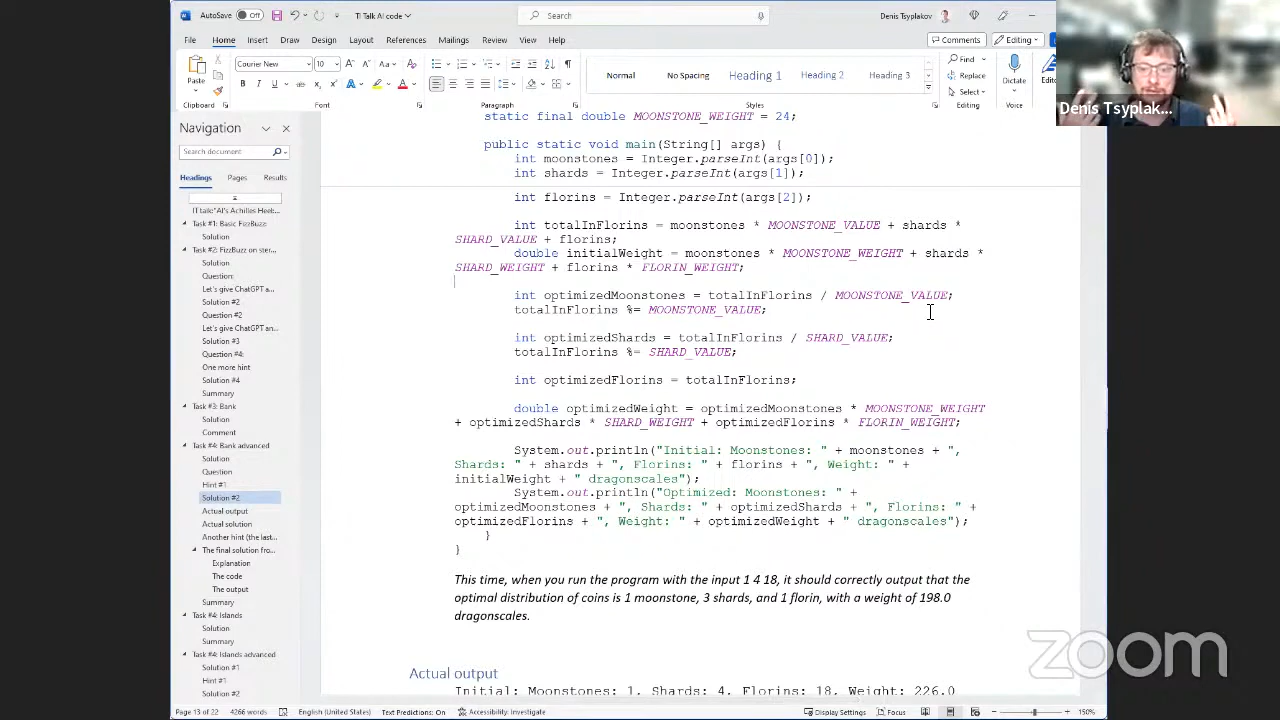 AutoSave Off TI Talk AI code Search Denis Tsyplakov
File Home Insert Draw Design Layout References Mailings Review View Help Comments Editing
Paste Courier New 10 Normal No Spacing Heading 1 Heading 2 Heading 3 Find Replace Select Dictate
Clipboard Font Paragraph Styles Editing Voice
Denis Tsyplak...
Navigation
Search document
Headings Pages Results
Task #1: Basic FizzBuzz
Solution
Task #2: FizzBuzz on ster...
Solution
Question:
Let's give ChatGPT a...
Solution #2
Question #2
Let's give ChatGPT an...
Solution #3
Question #4:
One more hint
Solution #4
Summary
Task #3: Bank
Solution
Comment
Task #4: Bank advanced
Solution
Question
Hint #1
Solution #2
Actual output
Actual solution
Another hint (the last...
The final solution fro...
Explanation
The code
The output
Summary
Task #4: Islands
Solution
Summary
Task #4: Islands advanced
Solution #1
Hint #1
Solution #2
static final double MOONSTONE_WEIGHT = 24;
public static void main(String[] args) {
int moonstones = Integer.parseInt(args[0]);
int shards = Integer.parseInt(args[1]);
int florins = Integer.parseInt(args[2]);
int totalInFlorins = moonstones * MOONSTONE_VALUE + shards *
SHARD_VALUE + florins;
double initialWeight = moonstones * MOONSTONE_WEIGHT + shards *
SHARD_WEIGHT + florins * FLORIN_WEIGHT;
int optimizedMoonstones = totalInFlorins / MOONSTONE_VALUE;
totalInFlorins %= MOONSTONE_VALUE;
int optimizedShards = totalInFlorins / SHARD_VALUE;
totalInFlorins %= SHARD_VALUE;
int optimizedFlorins = totalInFlorins;
double optimizedWeight = optimizedMoonstones * MOONSTONE_WEIGHT
+ optimizedShards * SHARD_WEIGHT + optimizedFlorins * FLORIN_WEIGHT;
System.out.println("Initial: Moonstones: " + moonstones + ",
Shards: " + shards + ", Florins: " + florins + ", Weight: " +
initialWeight + " dragonscales");
System.out.println("Optimized: Moonstones: " +
optimizedMoonstones + ", Shards: " + optimizedShards + ", Florins: " +
optimizedFlorins + ", Weight: " + optimizedWeight + " dragonscales");
}
}
This time, when you run the program with the input 1 4 18, it should correctly output that the
optimal distribution of coins is 1 moonstone, 3 shards, and 1 florin, with a weight of 198.0
dragonscales.
Actual output
Initial: Moonstones: 1, Shards: 4, Florins: 18, Weight: 226.0
zoom
Page 13 of 22 4266 words English (United States) Text Predictions: On Accessibility: Investigate Display Settings Focus 150%